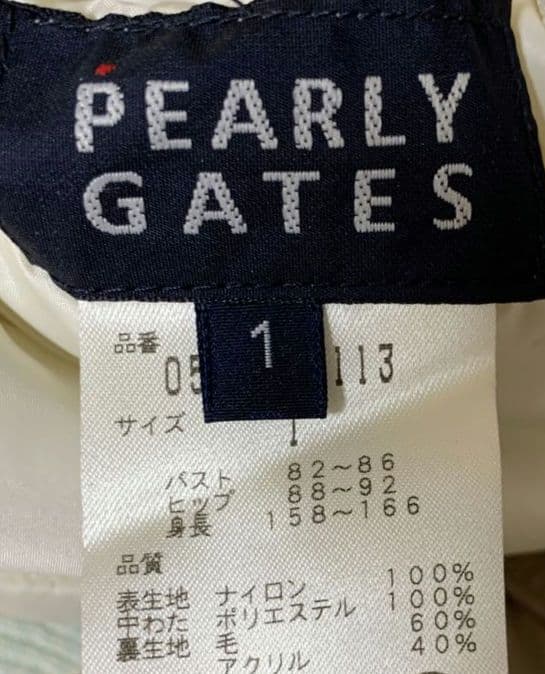 PEARLY
GATES
1
品番
05 113
サイズ
バスト 82～86
ヒップ 88～92
身長 158～166
品質
表生地 ナイロン 100%
中わた ポリエステル 100%
裏生地 毛 60%
アクリル 40%